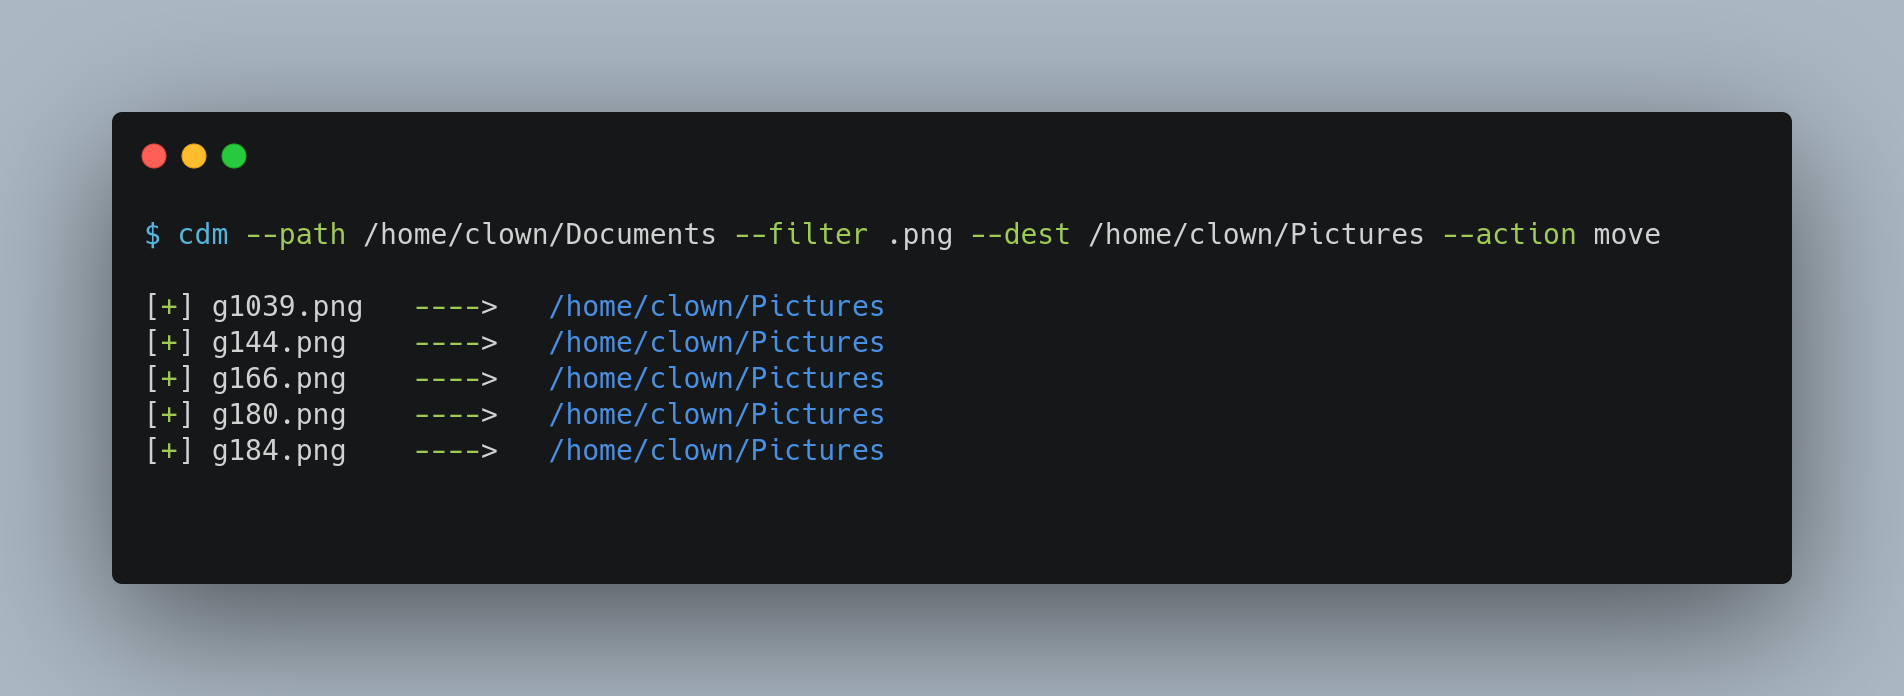 $ cdm --path /home/clown/Documents --filter .png --dest /home/clown/Pictures --action move
[+] g1039.png   ---->   /home/clown/Pictures
[+] g144.png    ---->   /home/clown/Pictures
[+] g166.png    ---->   /home/clown/Pictures
[+] g180.png    ---->   /home/clown/Pictures
[+] g184.png    ---->   /home/clown/Pictures